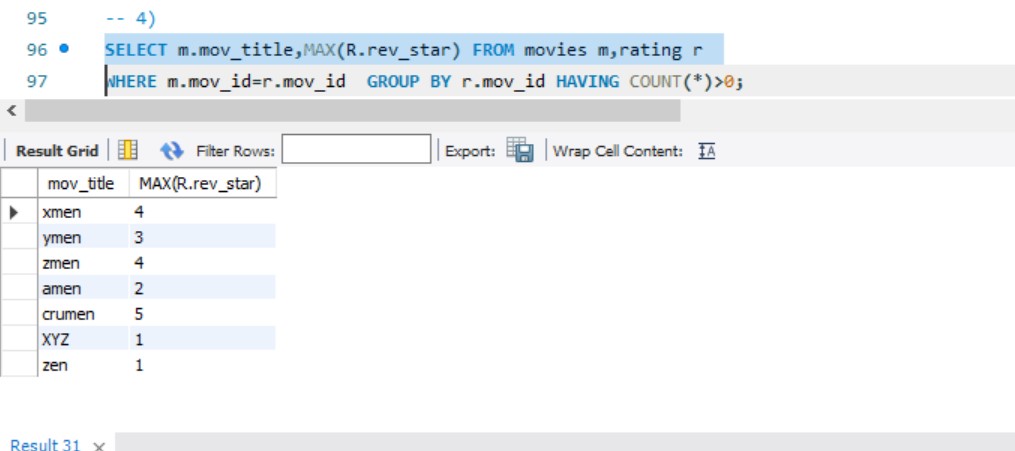 95 -- 4)
96 SELECT m.mov_title,MAX(R.rev_star) FROM movies m,rating r
97 WHERE m.mov_id=r.mov_id  GROUP BY r.mov_id HAVING COUNT(*)>0;
Result Grid Filter Rows: Export: Wrap Cell Content: IA
mov_title MAX(R.rev_star)
xmen 4
ymen 3
zmen 4
amen 2
crumen 5
XYZ 1
zen 1
Result 31 ×